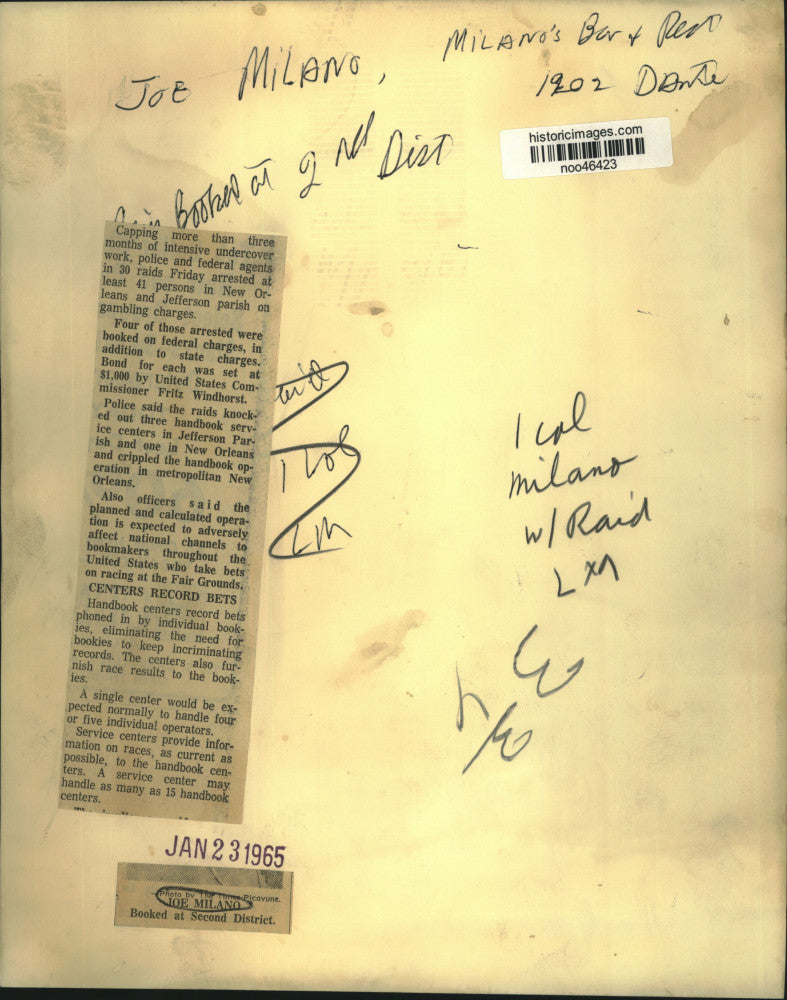 JOE MILANO,
MILANO'S Bar & Rest
1202 Dante
historicimages.com
noo46423
Booked at 2nd Dist
Capping more than three
months of intensive undercover
work, police and federal agents
in 30 raids Friday arrested at
least 41 persons in New Or-
leans and Jefferson parish on
gambling charges.
Four of those arrested were
booked on federal charges, in
addition to state charges.
Bond for each was set at
$1,000 by United States Com-
missioner Fritz Windhorst.
Police said the raids knock-
ed out three handbook serv-
ice centers in Jefferson Par-
ish and one in New Orleans
and crippled the handbook op-
eration in metropolitan New
Orleans.
Also officers said the
planned and calculated opera-
tion is expected to adversely
affect national channels to
bookmakers throughout the
United States who take bets
on racing at the Fair Grounds.
CENTERS RECORD BETS
Handbook centers record bets
phoned in by individual book-
ies, eliminating the need for
bookies to keep incriminating
records. The centers also fur-
nish race results to the book-
ies.
A single center would be ex-
pected normally to handle four
or five individual operators.
Service centers provide infor-
mation on races, as current as
possible, to the handbook cen-
ters. A service center may
handle as many as 15 handbook
centers.
1 col
LM
1 col
milano
w/ Raid
JAN 23 1965
—Photo by The Times-Picayune.
JOE MILANO
Booked at Second District.